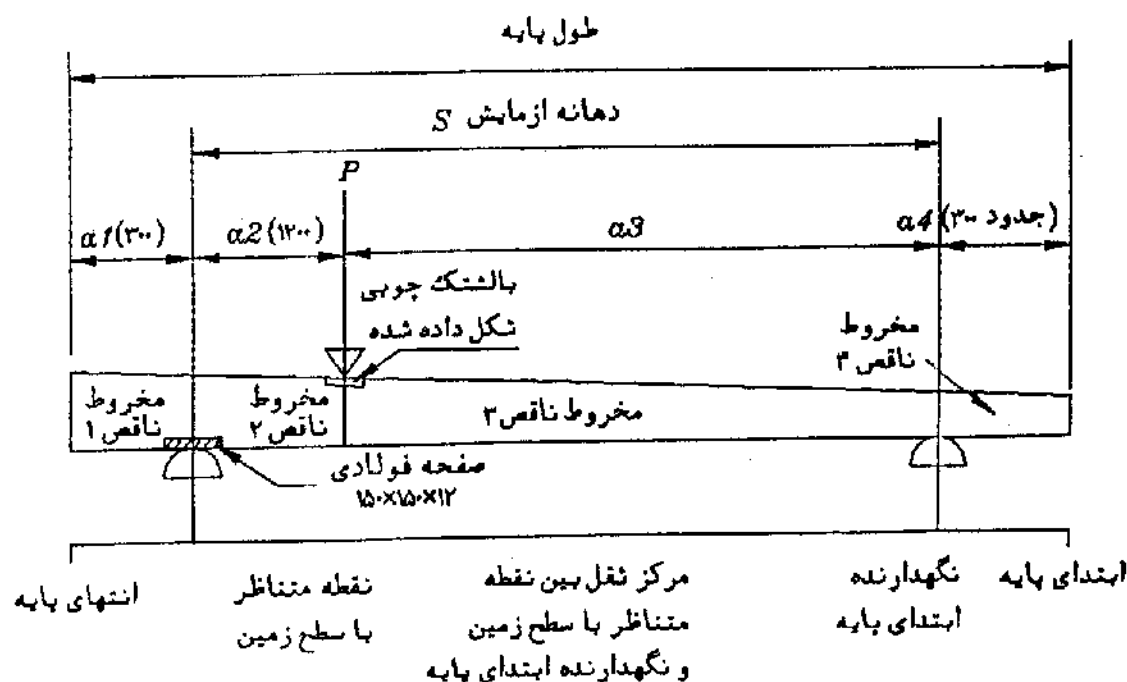 طول پایه
دهانه ازمایش S
P
a1(۳۰۰)
a2(۱۲۰۰)
a3
a4(حدود ۳۰۰)
بالشتک چوبی
شکل داده شده
مخروط
ناقص ۳
مخروط
ناقص ۱
مخروط
ناقص ۲
مخروط ناقص ۳
صفحه فولادی
۱۵۰×۱۵۰×۱۲
انتهای پایه
نقطه متناظر
با سطح زمین
مرکز ثقل بین نقطه
متناظر با سطح زمین
و نگهدارنده ابتدای پایه
نگهدارنده
ابتدای پایه
ابتدای پایه